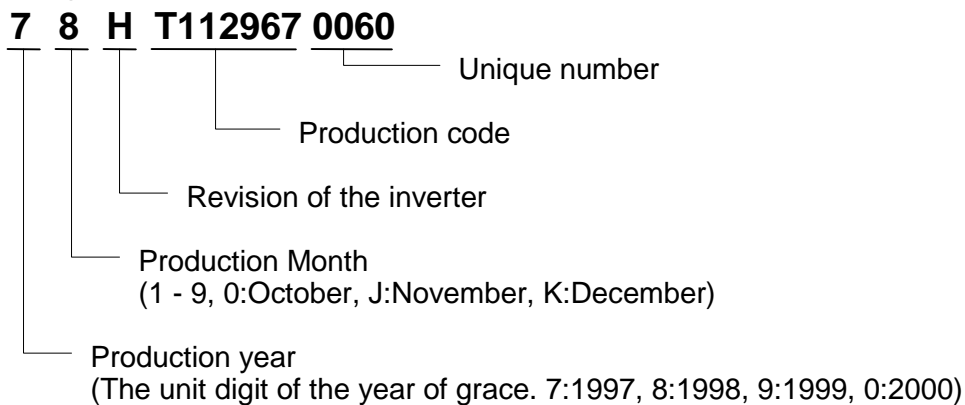 7 8 H T112967 0060
Unique number
Production code
Revision of the inverter
Production Month
(1 - 9, 0:October, J:November, K:December)
Production year
(The unit digit of the year of grace. 7:1997, 8:1998, 9:1999, 0:2000)